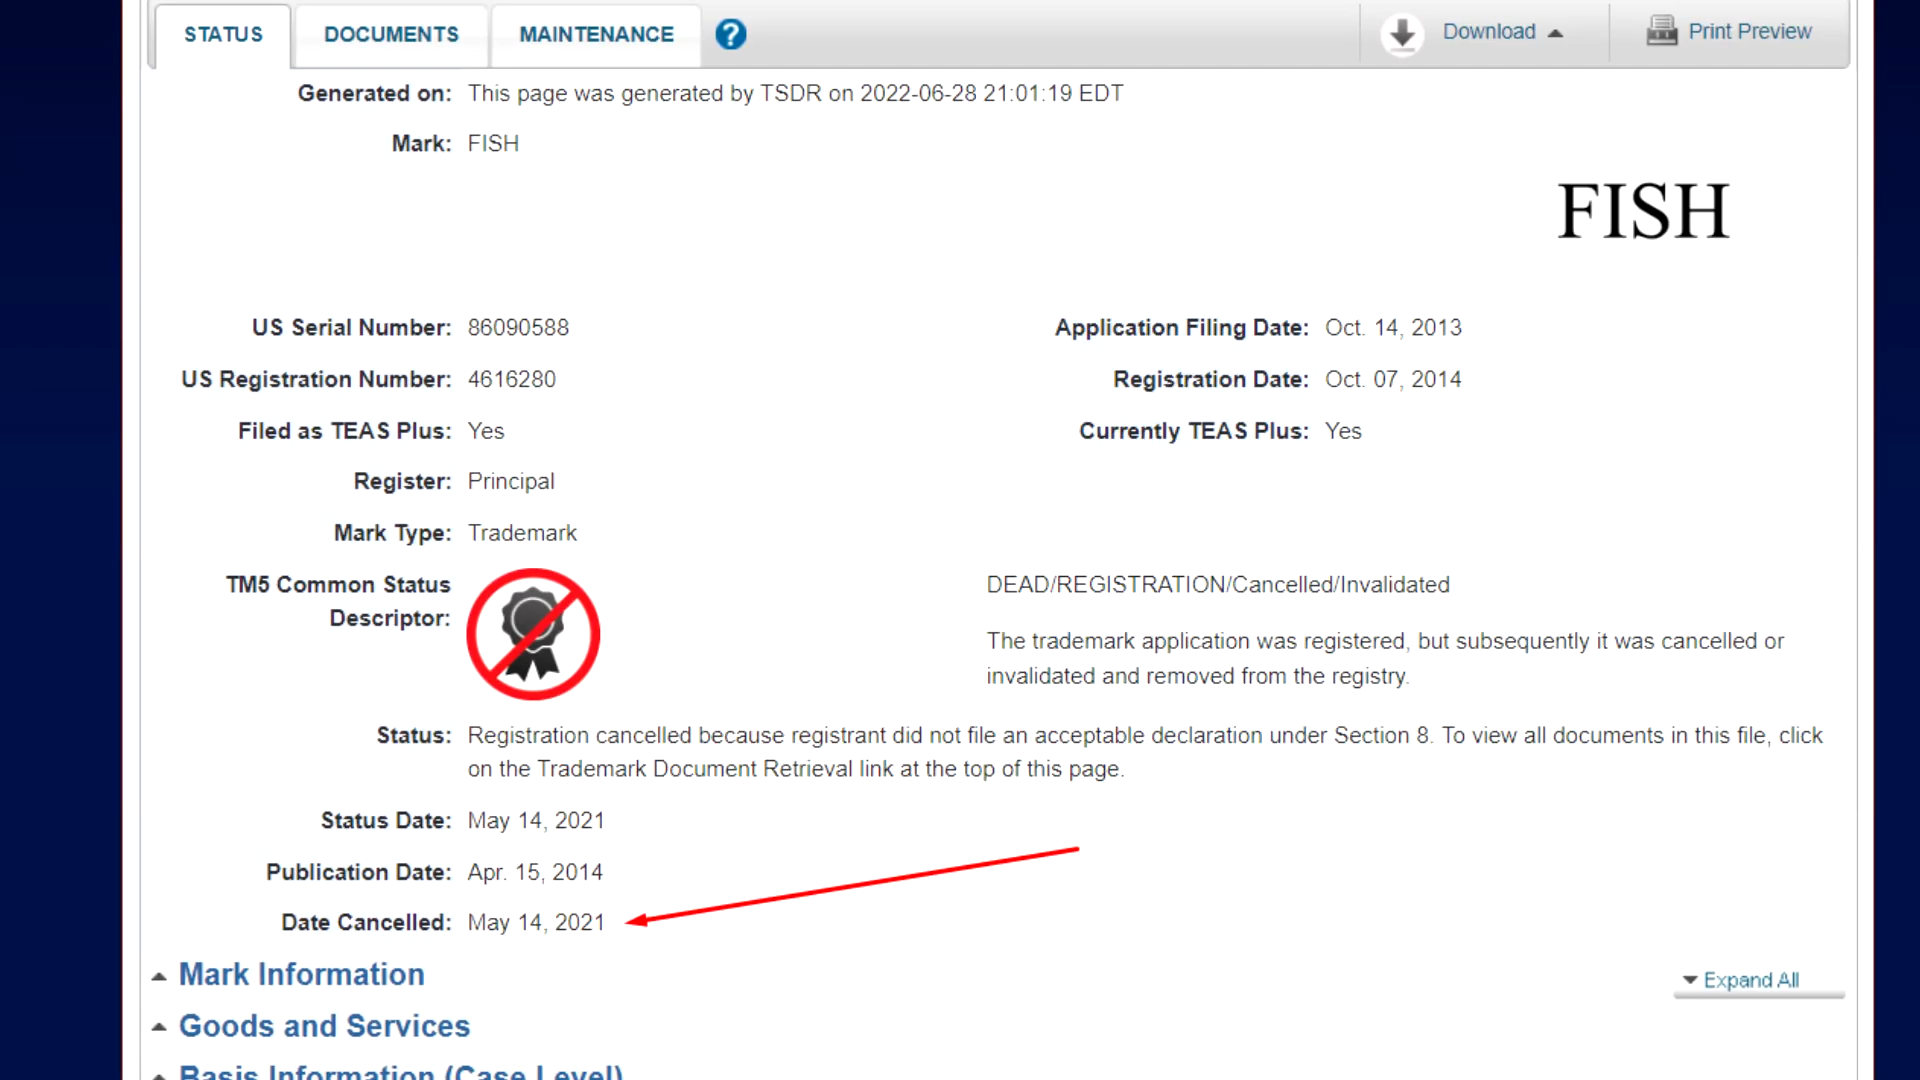 STATUS DOCUMENTS MAINTENANCE ? Download Print Preview
Generated on: This page was generated by TSDR on 2022-06-28 21:01:19 EDT
Mark: FISH
FISH
US Serial Number: 86090588 Application Filing Date: Oct. 14, 2013
US Registration Number: 4616280 Registration Date: Oct. 07, 2014
Filed as TEAS Plus: Yes Currently TEAS Plus: Yes
Register: Principal
Mark Type: Trademark
TM5 Common Status DEAD/REGISTRATION/Cancelled/Invalidated
Descriptor:
The trademark application was registered, but subsequently it was cancelled or
invalidated and removed from the registry.
Status: Registration cancelled because registrant did not file an acceptable declaration under Section 8. To view all documents in this file, click
on the Trademark Document Retrieval link at the top of this page.
Status Date: May 14, 2021
Publication Date: Apr. 15, 2014
Date Cancelled: May 14, 2021
Mark Information
Expand All
Goods and Services
Basis Information (Case Level)